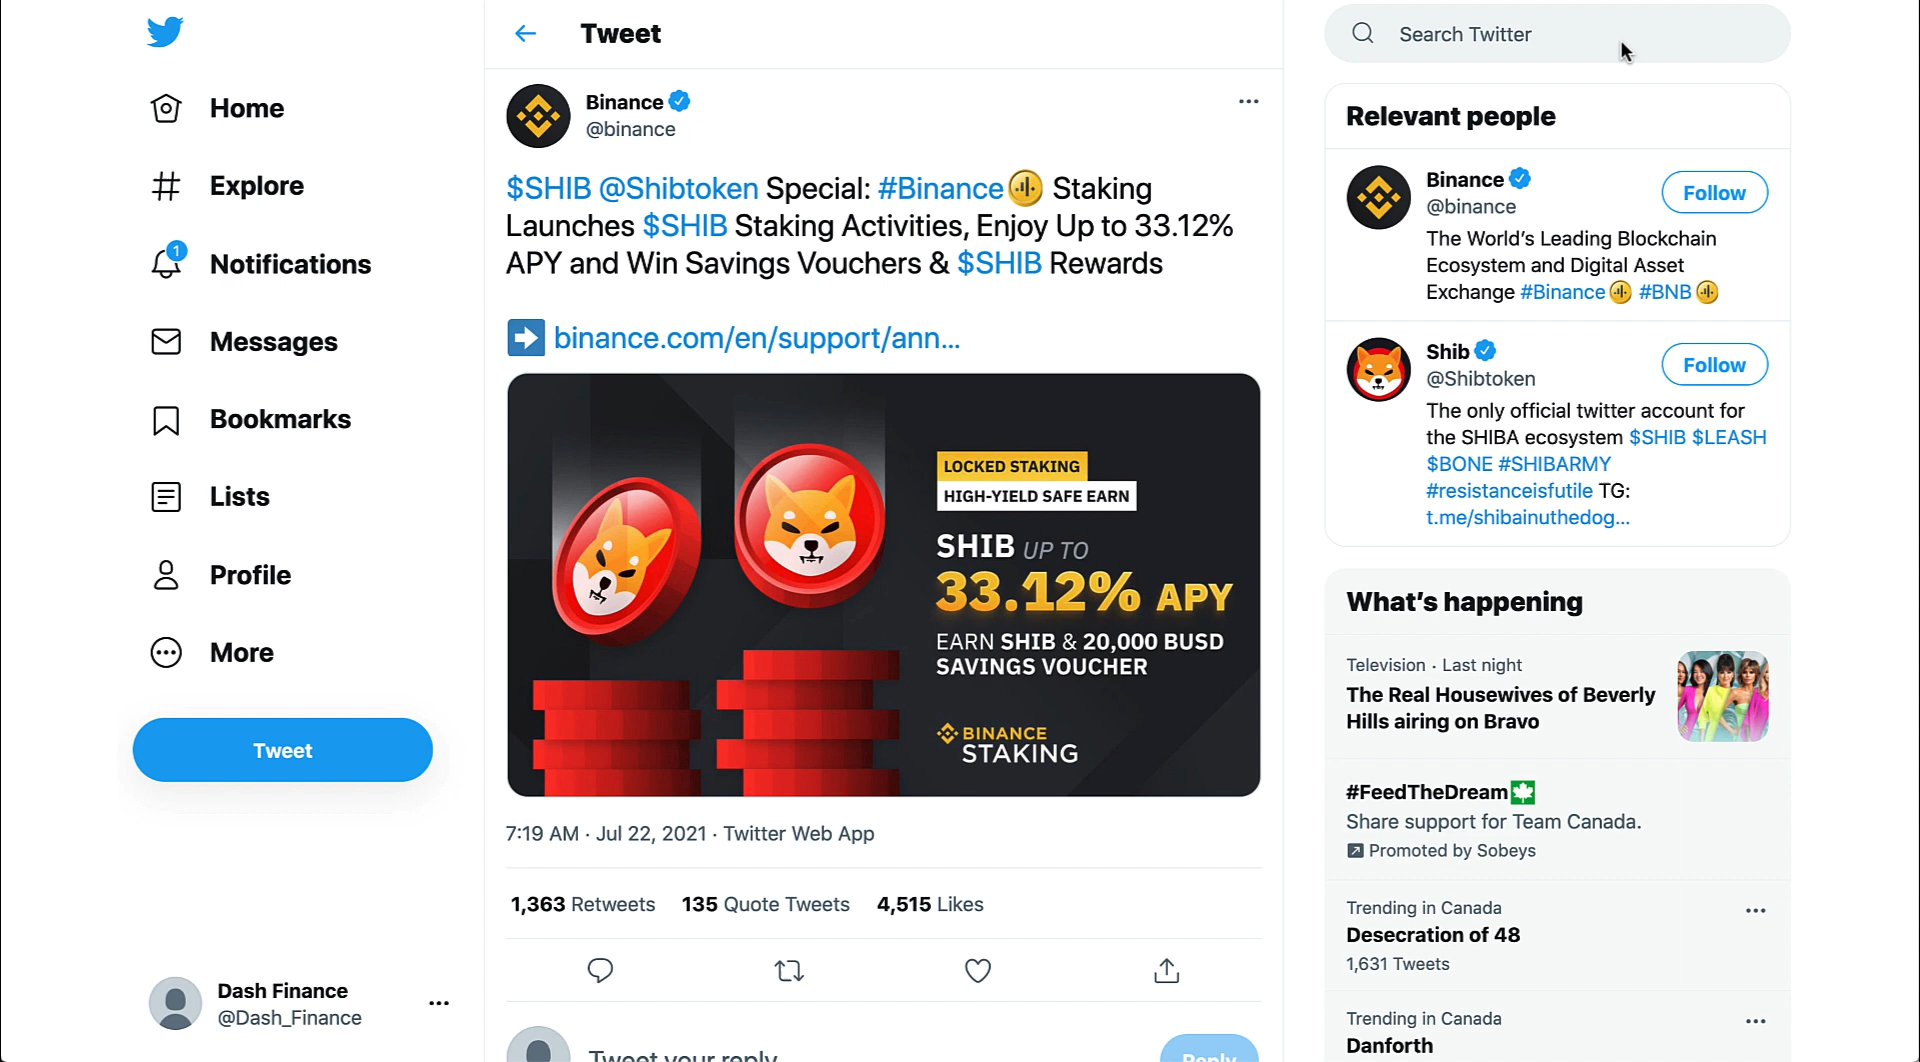 Home
Explore
1
Notifications
Messages
Bookmarks
Lists
Profile
More
Tweet
Dash Finance
@Dash_Finance
Tweet
Binance
@binance
$SHIB @Shibtoken Special: #Binance Staking
Launches $SHIB Staking Activities, Enjoy Up to 33.12%
APY and Win Savings Vouchers & $SHIB Rewards
binance.com/en/support/ann...
LOCKED STAKING
HIGH-YIELD SAFE EARN
SHIB UP TO
33.12% APY
EARN SHIB & 20,000 BUSD
SAVINGS VOUCHER
BINANCE
STAKING
7:19 AM · Jul 22, 2021 · Twitter Web App
1,363 Retweets 135 Quote Tweets 4,515 Likes
Tweet your reply
Reply
Search Twitter
Relevant people
Binance
@binance
Follow
The World's Leading Blockchain
Ecosystem and Digital Asset
Exchange #Binance #BNB
Shib
@Shibtoken
Follow
The only official twitter account for
the SHIBA ecosystem $SHIB $LEASH
$BONE #SHIBARMY
#resistanceisfutile TG:
t.me/shibainuthedog...
What's happening
Television · Last night
The Real Housewives of Beverly
Hills airing on Bravo
#FeedTheDream
Share support for Team Canada.
Promoted by Sobeys
Trending in Canada
Desecration of 48
1,631 Tweets
Trending in Canada
Danforth